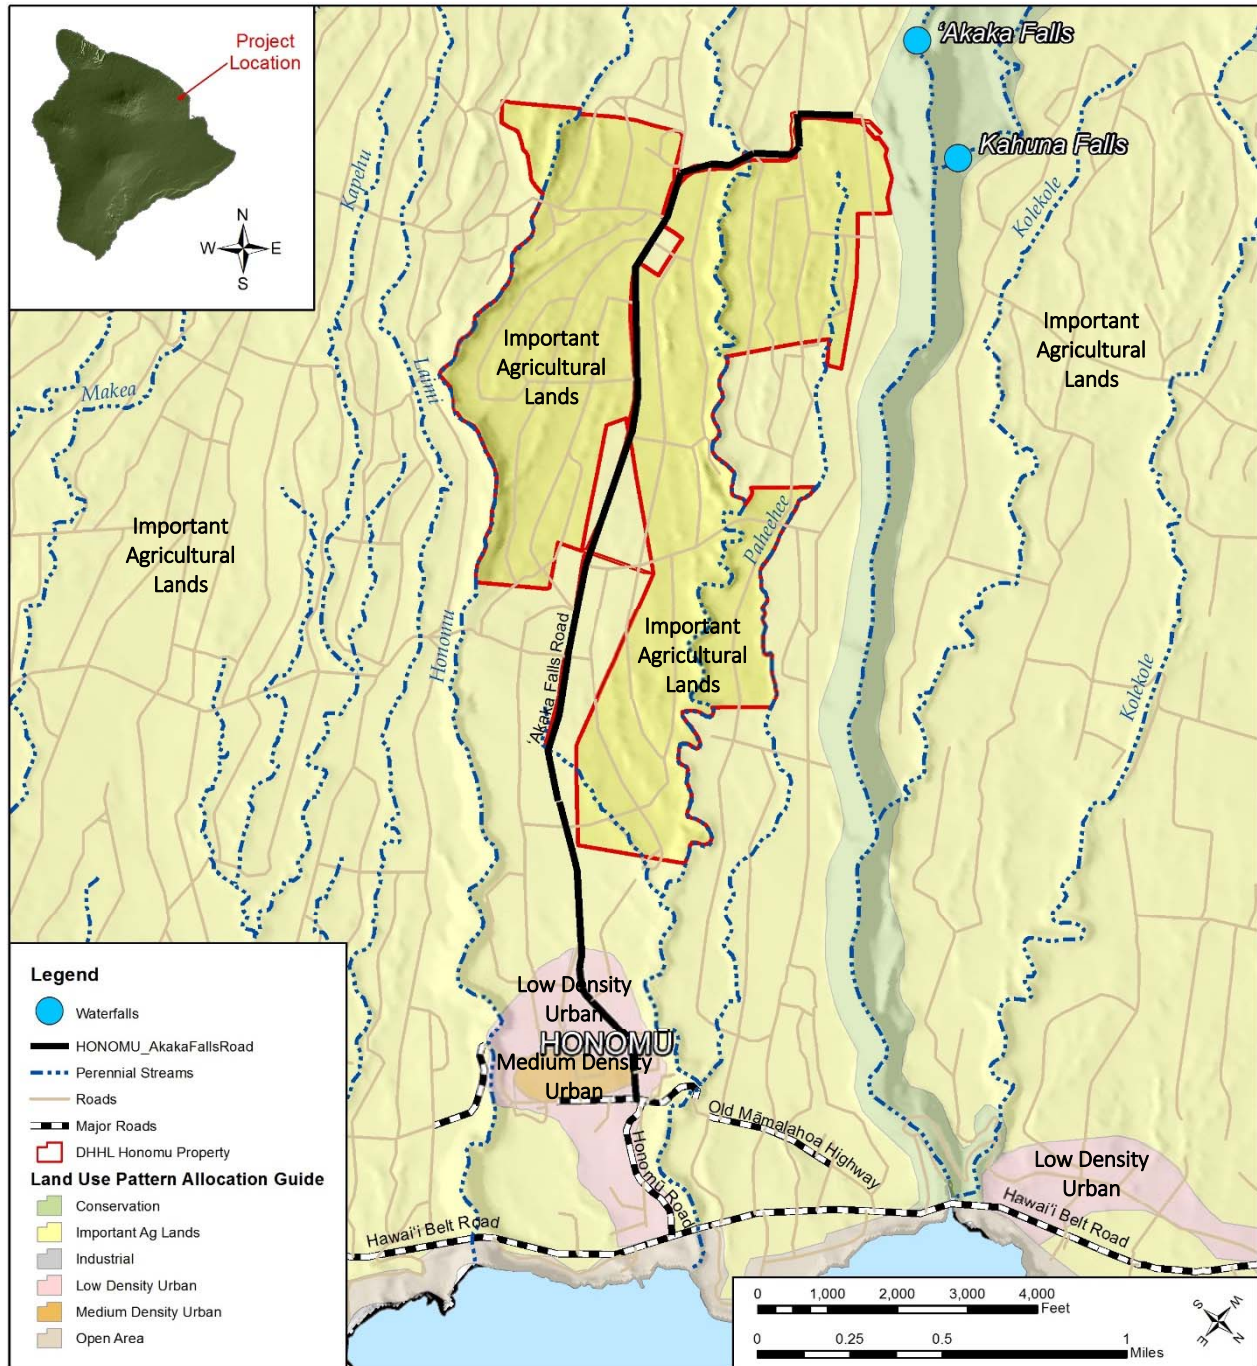 Project
Location
N
W
E
S
'Akaka Falls
Kahuna Falls
Kapehu
Kolekole
Important
Agricultural
Lands
Important
Agricultural
Lands
Laimi
Makea
Important
Agricultural
Lands
Paheehee
Honomu
Important
Agricultural
Lands
'Akaka Falls Road
Kolekole
Low Density
Urban
HONOMŪ
Medium Density
Urban
Old Māmalahoa Highway
Honomū Road
Low Density
Urban
Hawai'i Belt Road
Hawai'i Belt Road
Legend
Waterfalls
HONOMU_AkakaFallsRoad
Perennial Streams
Roads
Major Roads
DHHL Honomu Property
Land Use Pattern Allocation Guide
Conservation
Important Ag Lands
Industrial
Low Density Urban
Medium Density Urban
Open Area
0 1,000 2,000 3,000 4,000
Feet
0 0.25 0.5 1
Miles
S
W
E
N